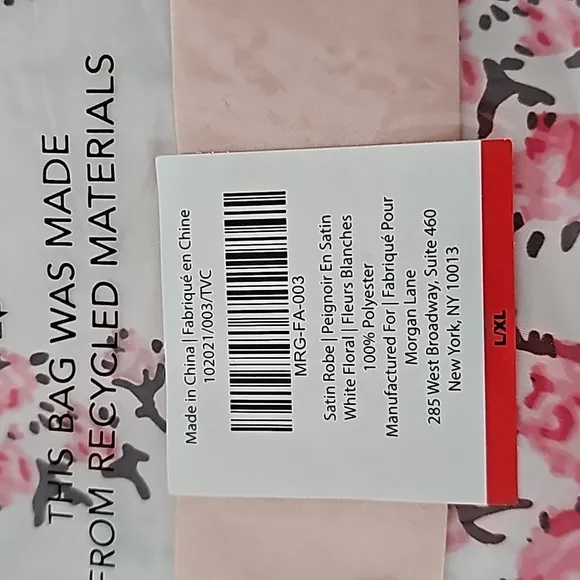 THIS BAG WAS MADE
FROM RECYCLED MATERIALS
Made in China | Fabriqué en Chine
102021/003/TVC
MRG-FA-003
Satin Robe | Peignoir En Satin
White Floral | Fleurs Blanches
100% Polyester
Manufactured For | Fabriqué Pour
Morgan Lane
285 West Broadway, Suite 460
New York, NY 10013
L/XL